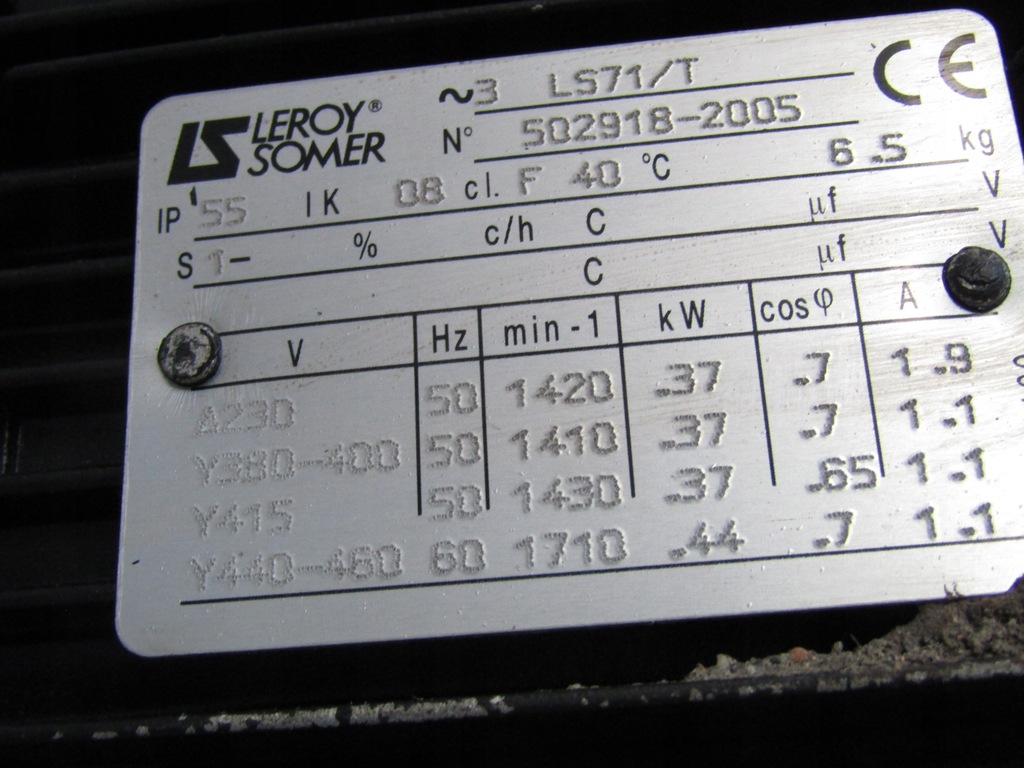 LEROY® SOMER
~3 LS71/T CE
N° 502918-2005
IP 55 IK 08 cl. F 40 °C 6.5 kg
S 1- % c/h C µf V
C µf V
V Hz min-1 kW cosφ A
Δ230 50 1420 .37 .7 1.9
Y380-400 50 1410 .37 .7 1.1
Y415 50 1430 .37 .65 1.1
Y440-460 60 1710 .44 .7 1.1